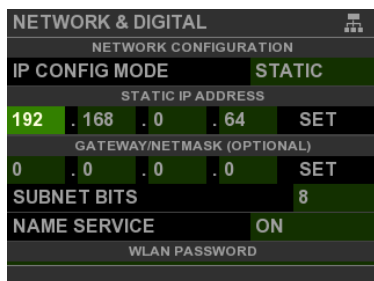 NETWORK & DIGITAL
NETWORK CONFIGURATION
IP CONFIG MODE STATIC
STATIC IP ADDRESS
192 . 168 . 0 . 64 SET
GATEWAY/NETMASK (OPTIONAL)
0 . 0 . 0 . 0 SET
SUBNET BITS 8
NAME SERVICE ON
WLAN PASSWORD